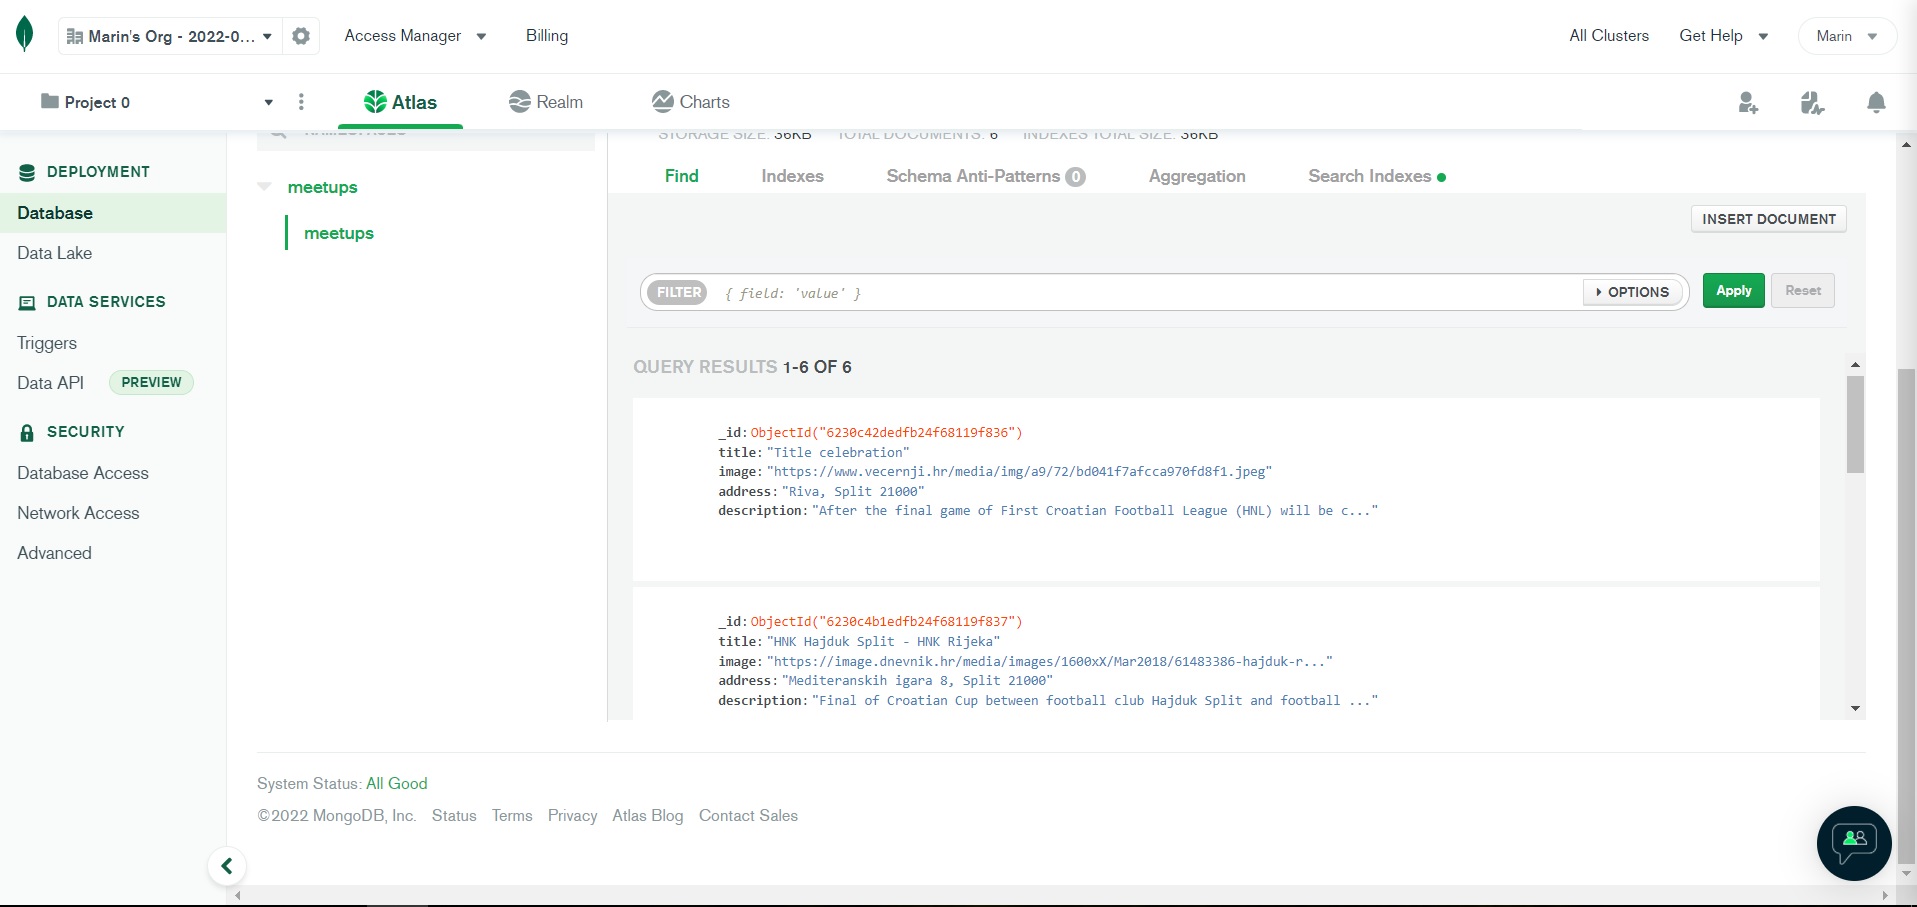 Marin's Org - 2022-0...
Access Manager
Billing
All Clusters
Get Help
Marin
Project 0
Atlas
Realm
Charts
NAMESPACES
STORAGE SIZE: 36KB TOTAL DOCUMENTS: 6 INDEXES TOTAL SIZE: 36KB
DEPLOYMENT
Database
Data Lake
DATA SERVICES
Triggers
Data API PREVIEW
SECURITY
Database Access
Network Access
Advanced
meetups
meetups
Find
Indexes
Schema Anti-Patterns 0
Aggregation
Search Indexes
INSERT DOCUMENT
FILTER { field: 'value' }
OPTIONS
Apply
Reset
QUERY RESULTS 1-6 OF 6
_id: ObjectId("6230c42dedfb24f68119f836")
title: "Title celebration"
image: "https://www.vecernji.hr/media/img/a9/72/bd041f7afcca970fd8f1.jpeg"
address: "Riva, Split 21000"
description: "After the final game of First Croatian Football League (HNL) will be c..."
_id: ObjectId("6230c4b1edfb24f68119f837")
title: "HNK Hajduk Split - HNK Rijeka"
image: "https://image.dnevnik.hr/media/images/1600xX/Mar2018/61483386-hajduk-r..."
address: "Mediteranskih igara 8, Split 21000"
description: "Final of Croatian Cup between football club Hajduk Split and football ..."
System Status: All Good
©2022 MongoDB, Inc. Status Terms Privacy Atlas Blog Contact Sales